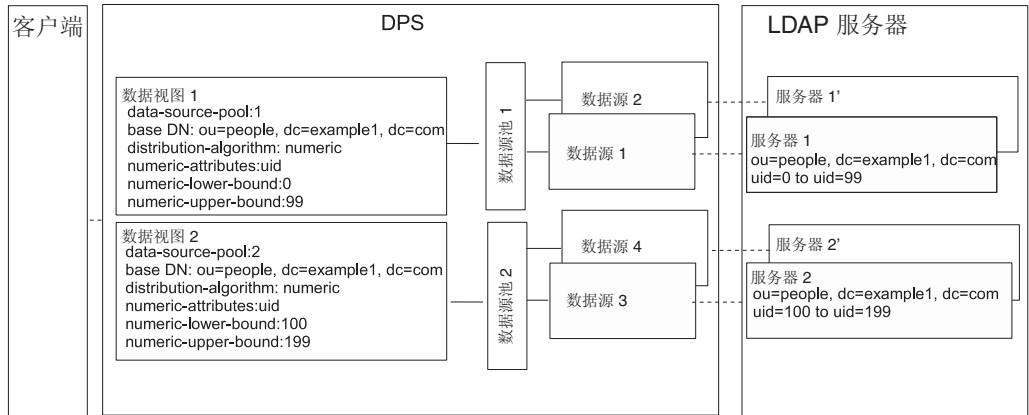 客户端
DPS
LDAP 服务器
数据视图 1
data-source-pool:1
base DN: ou=people, dc=example1, dc=com
distribution-algorithm: numeric
numeric-attributes:uid
numeric-lower-bound:0
numeric-upper-bound:99
数据源池 1
数据源 2
数据源 1
服务器 1’
服务器 1
ou=people, dc=example1, dc=com
uid=0 to uid=99
数据视图 2
data-source-pool:2
base DN: ou=people, dc=example1, dc=com
distribution-algorithm: numeric
numeric-attributes:uid
numeric-lower-bound:100
numeric-upper-bound:199
数据源池 2
数据源 4
数据源 3
服务器 2’
服务器 2
ou=people, dc=example1, dc=com
uid=100 to uid=199